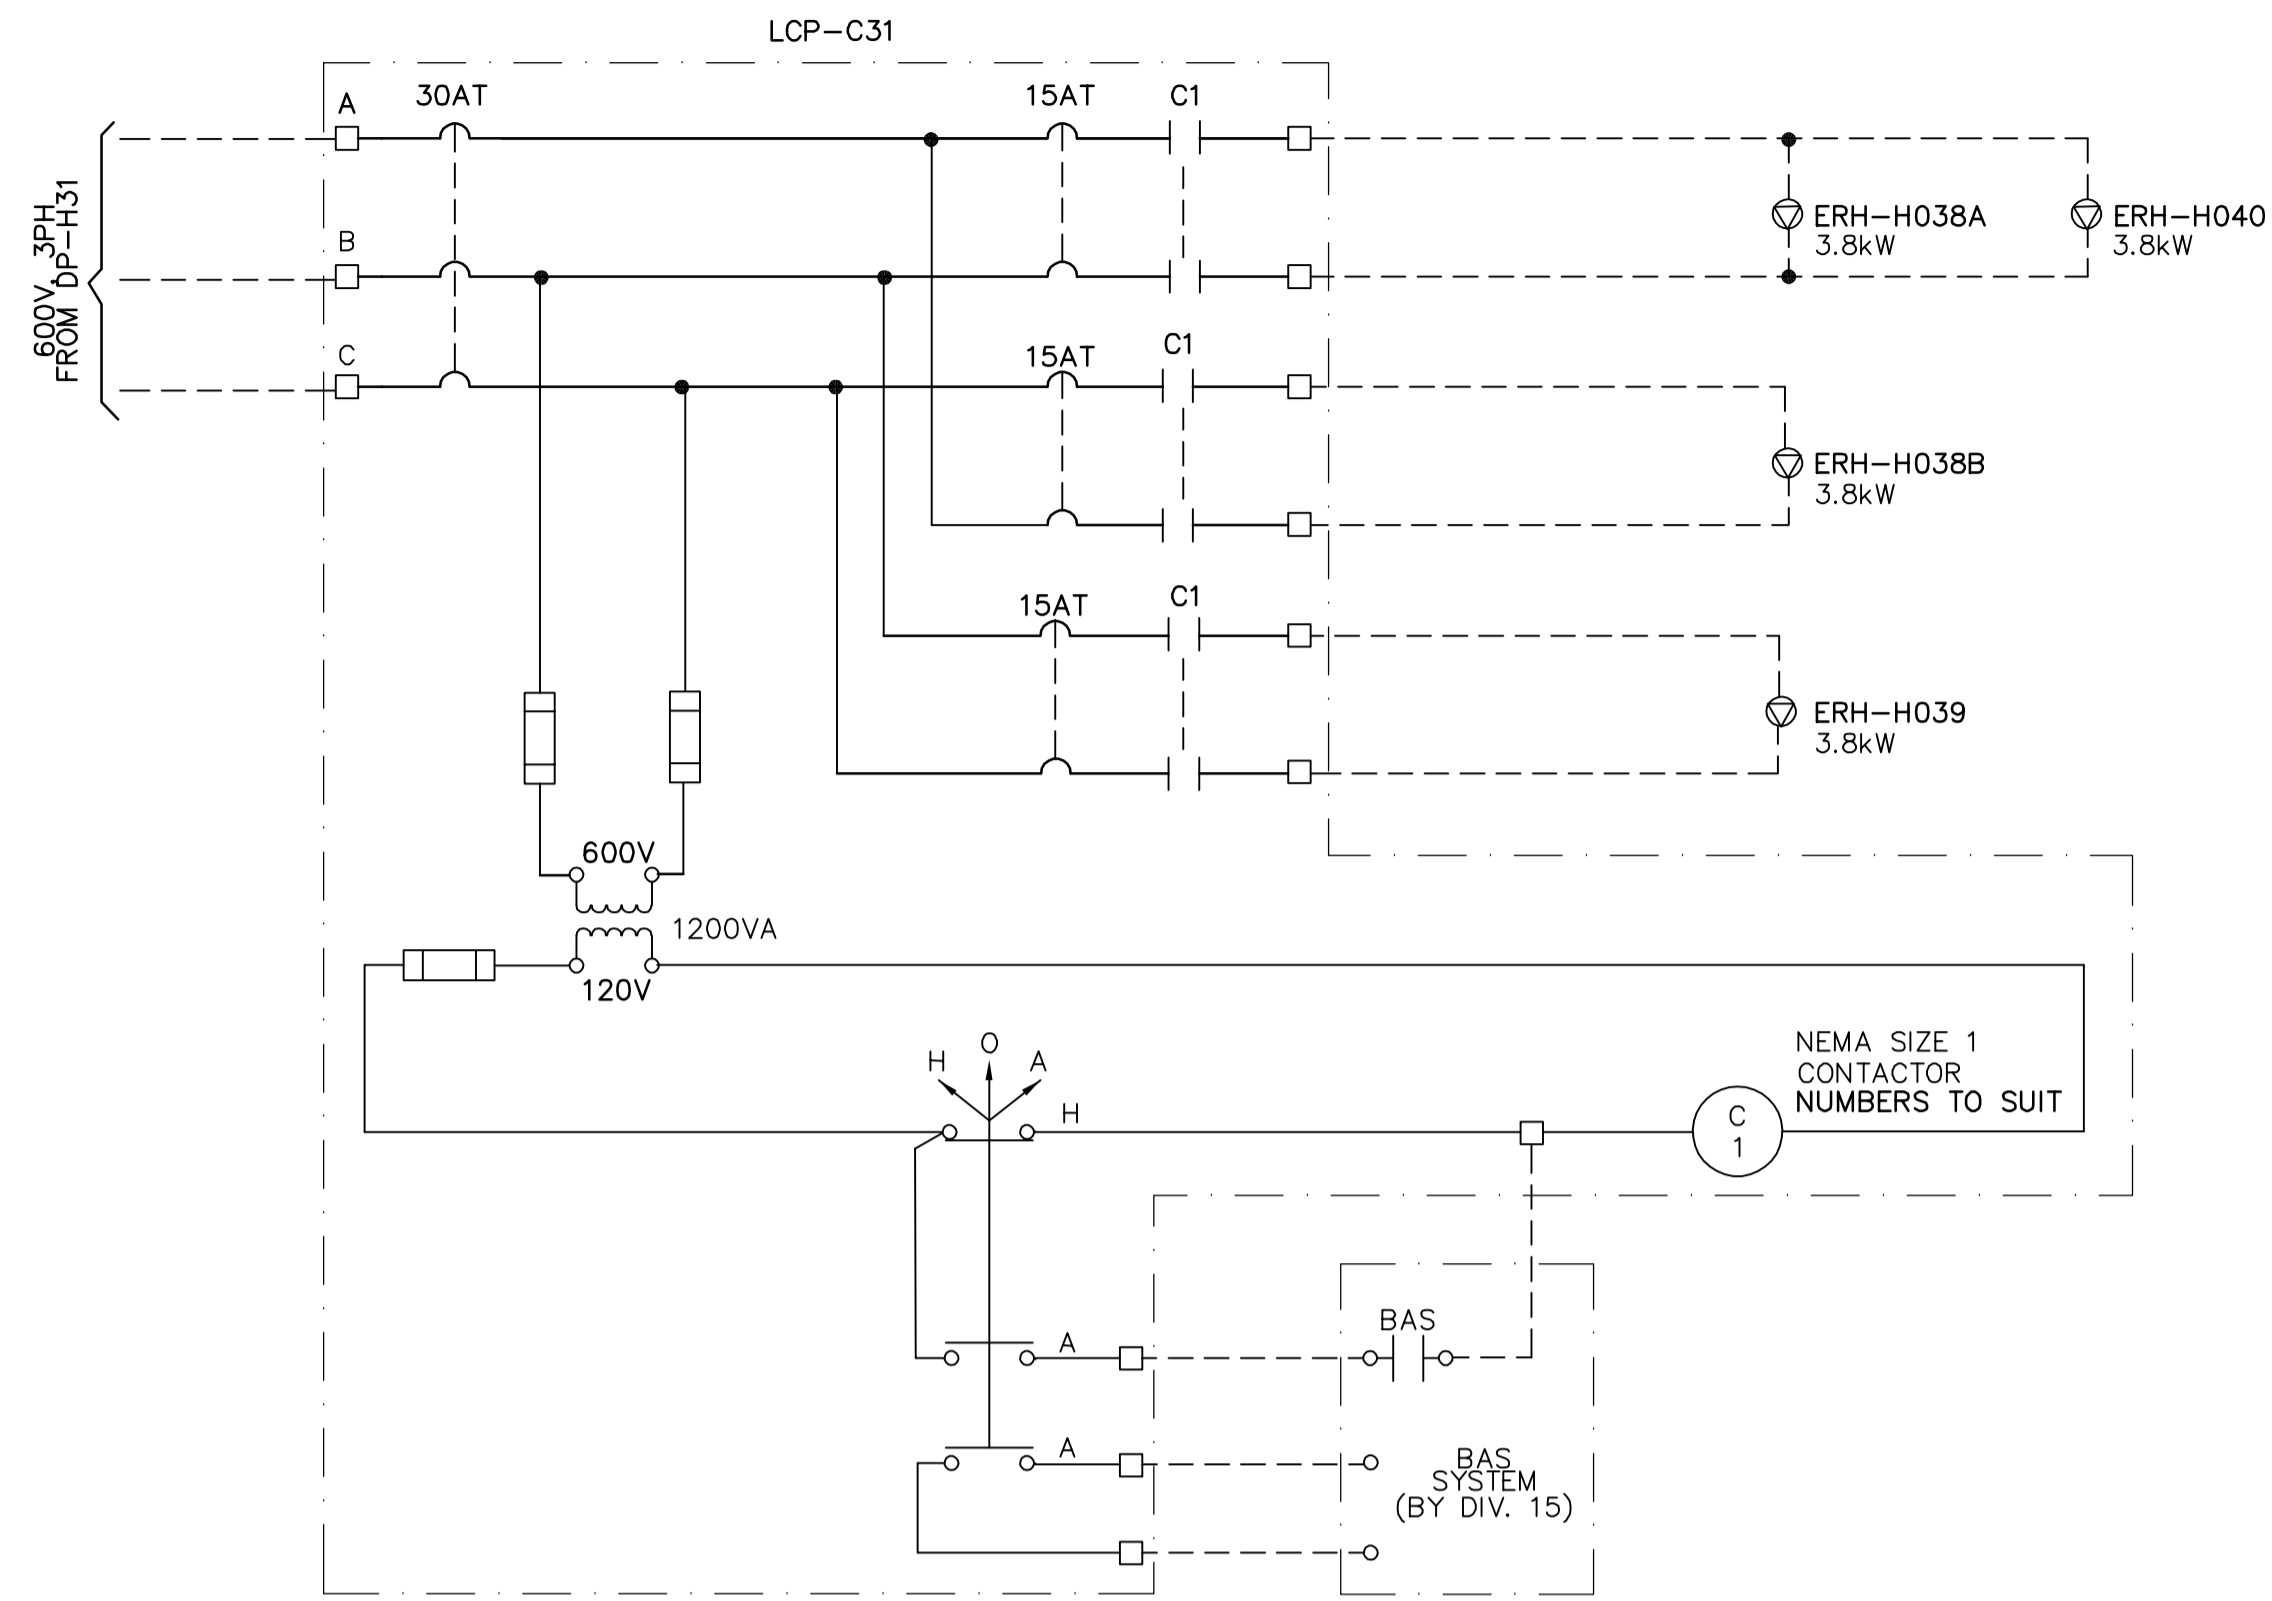 LCP-C31
A
30AT
15AT
C1
600V, 3PH
FROM DP-H31
ERH-H038A
3.8kW
ERH-H040
3.8kW
B
C
15AT
C1
ERH-H038B
3.8kW
15AT
C1
ERH-H039
3.8kW
600V
1200VA
120V
H
O
A
H
NEMA SIZE 1
CONTACTOR
NUMBERS TO SUIT
C
1
A
BAS
A
BAS
SYSTEM
(BY DIV. 15)